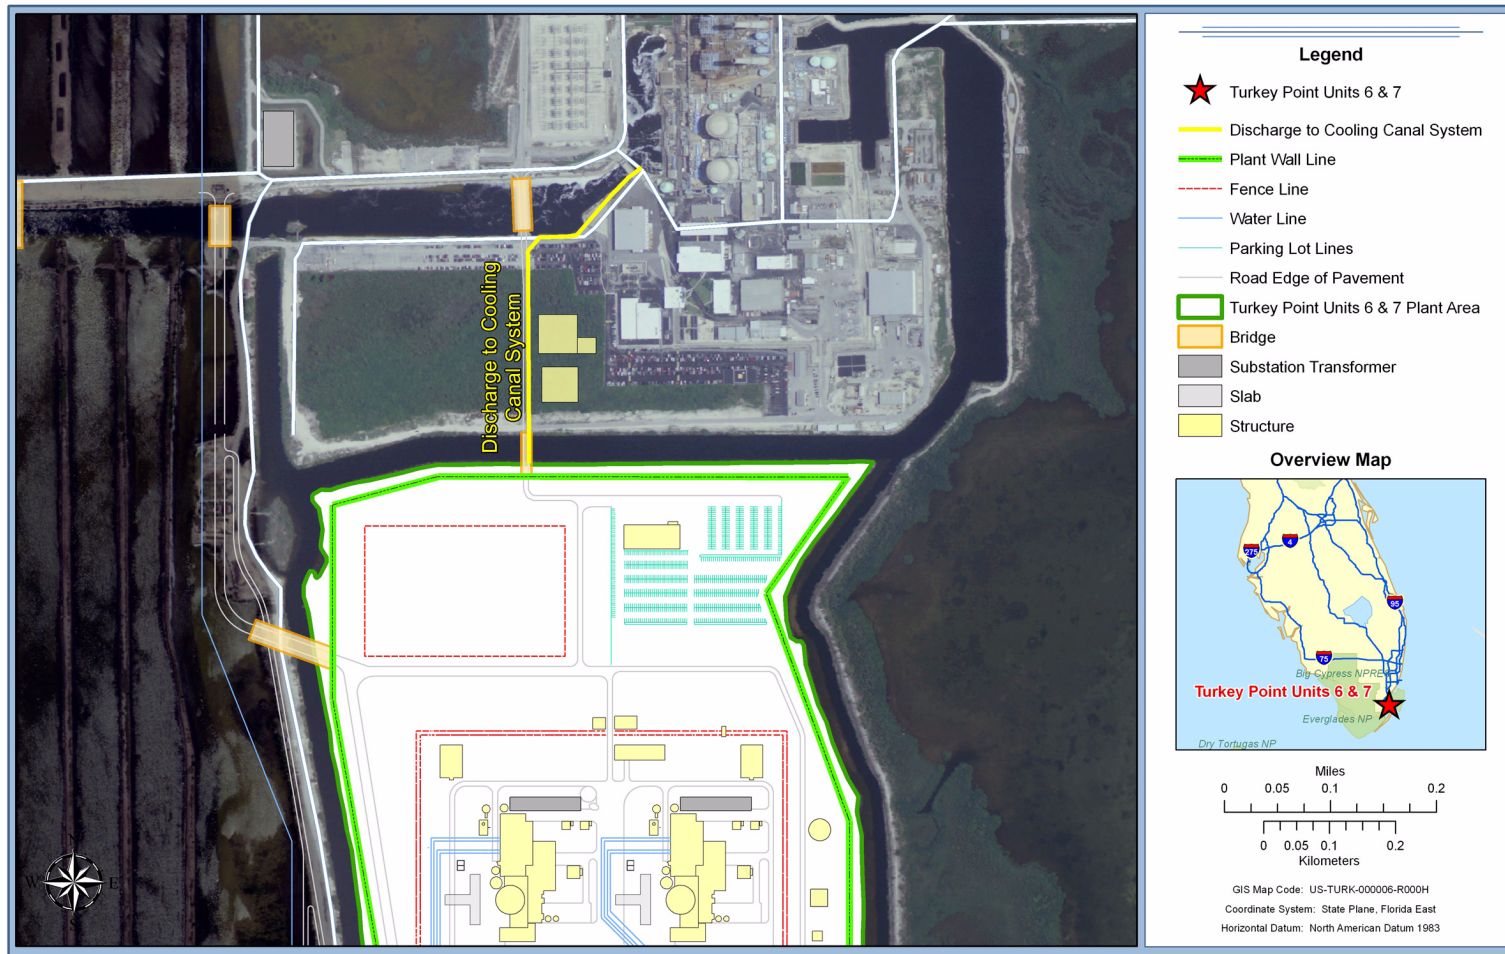 Discharge to Cooling
Canal System
N
W
E
S
Legend
Turkey Point Units 6 & 7
Discharge to Cooling Canal System
Plant Wall Line
Fence Line
Water Line
Parking Lot Lines
Road Edge of Pavement
Turkey Point Units 6 & 7 Plant Area
Bridge
Substation Transformer
Slab
Structure
Overview Map
275
4
95
75
Big Cypress NPRE
Turkey Point Units 6 & 7
Everglades NP
Dry Tortugas NP
Miles
0 0.05 0.1 0.2
0 0.05 0.1 0.2
Kilometers
GIS Map Code: US-TURK-000006-R000H
Coordinate System: State Plane, Florida East
Horizontal Datum: North American Datum 1983